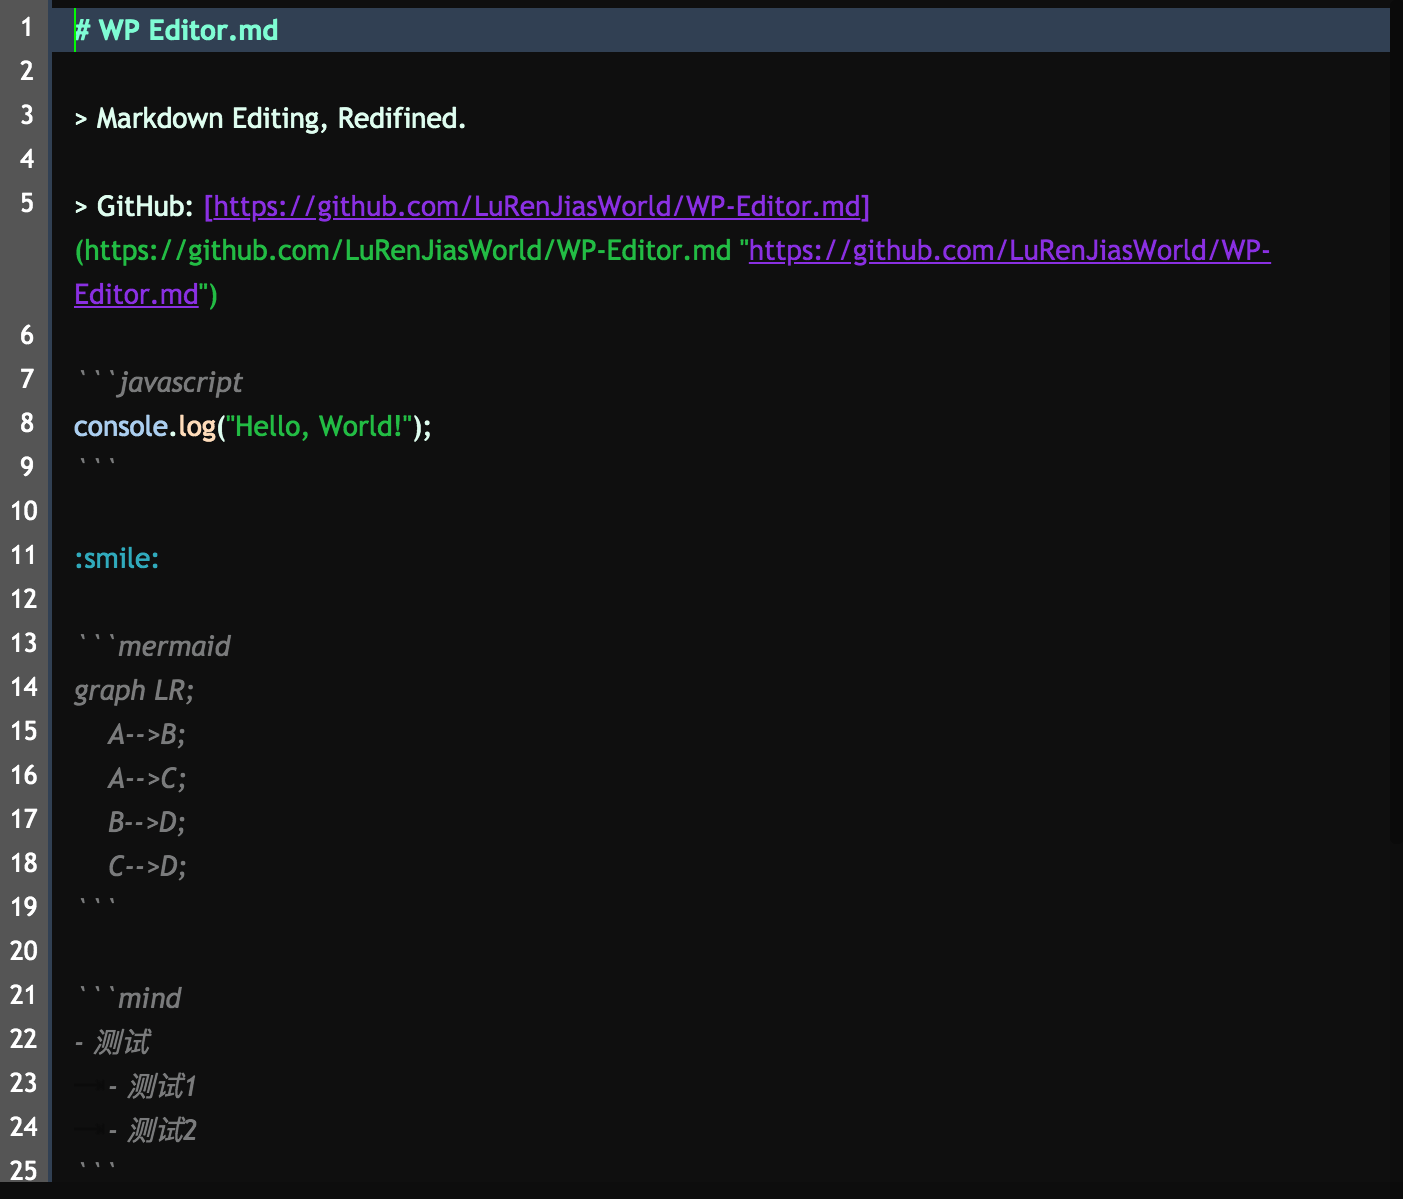 1 # WP Editor.md
2
3 > Markdown Editing, Redifined.
4
5 > GitHub: [https://github.com/LuRenJiasWorld/WP-Editor.md]
(https://github.com/LuRenJiasWorld/WP-Editor.md "https://github.com/LuRenJiasWorld/WP-
Editor.md")
6
7 ```javascript
8 console.log("Hello, World!");
9 ```
10
11 :smile:
12
13 ```mermaid
14 graph LR;
15     A-->B;
16     A-->C;
17     B-->D;
18     C-->D;
19 ```
20
21 ```mind
22 - 测试
23     - 测试1
24     - 测试2
25 ```